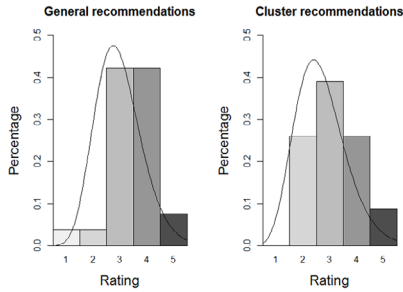 General recommendations
Percentage
0.5
0.4
0.3
0.2
0.1
0.0
1 2 3 4 5
Rating
Cluster recommendations
Percentage
0.5
0.4
0.3
0.2
0.1
0.0
1 2 3 4 5
Rating